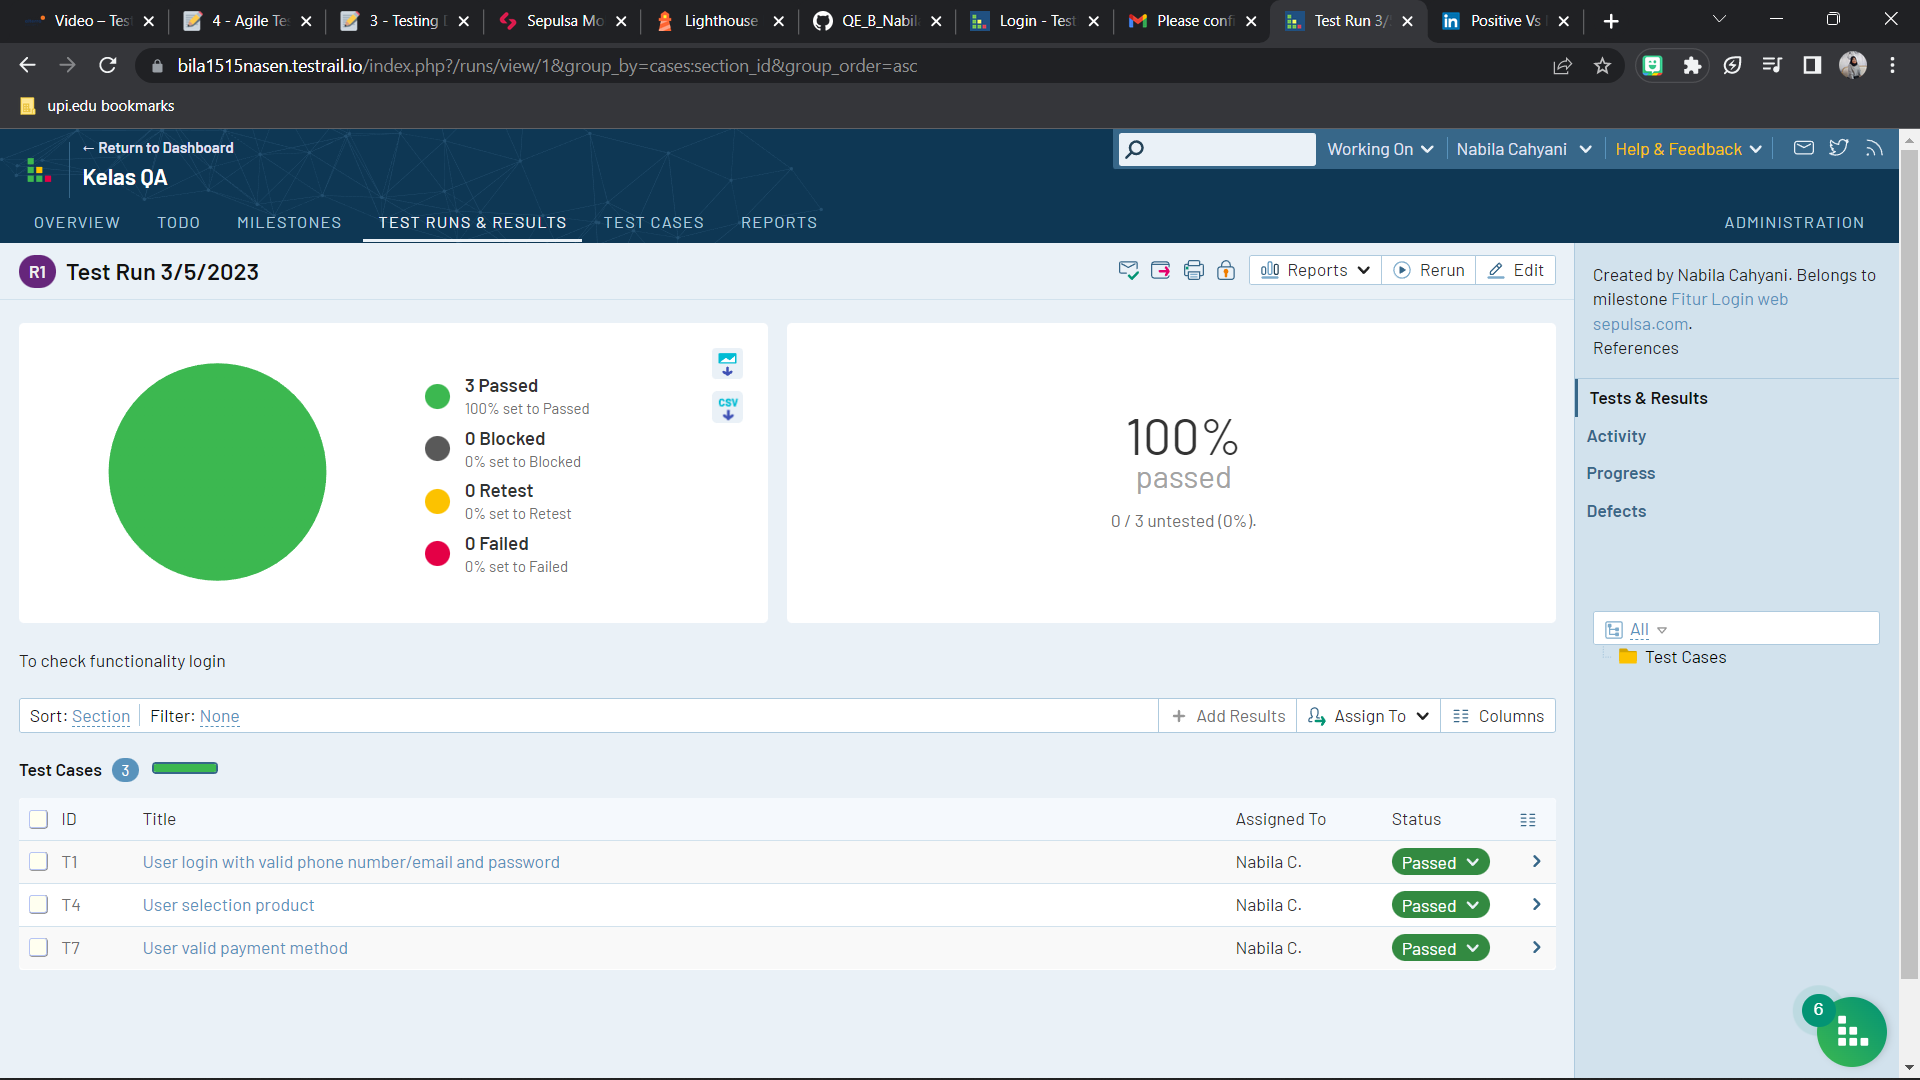 Video – Tes
4 - Agile Te
3 - Testing
Sepulsa Mo
Lighthouse
QE_B_Nabila
Login - Test
Please confi
Test Run 3/
Positive Vs
bila1515nasen.testrail.io/index.php?/runs/view/1&group_by=cases:section_id&group_order=asc
upi.edu bookmarks
← Return to Dashboard
Kelas QA
Working On
Nabila Cahyani
Help & Feedback
OVERVIEW
TODO
MILESTONES
TEST RUNS & RESULTS
TEST CASES
REPORTS
ADMINISTRATION
R1
Test Run 3/5/2023
Reports
Rerun
Edit
Created by Nabila Cahyani. Belongs to
milestone Fitur Login web
sepulsa.com.
References
3 Passed
100% set to Passed
0 Blocked
0% set to Blocked
0 Retest
0% set to Retest
0 Failed
0% set to Failed
CSV
100%
passed
0 / 3 untested (0%).
Tests & Results
Activity
Progress
Defects
All
Test Cases
To check functionality login
Sort: Section
Filter: None
Add Results
Assign To
Columns
Test Cases 3
ID Title Assigned To Status
T1 User login with valid phone number/email and password Nabila C. Passed
T4 User selection product Nabila C. Passed
T7 User valid payment method Nabila C. Passed
6